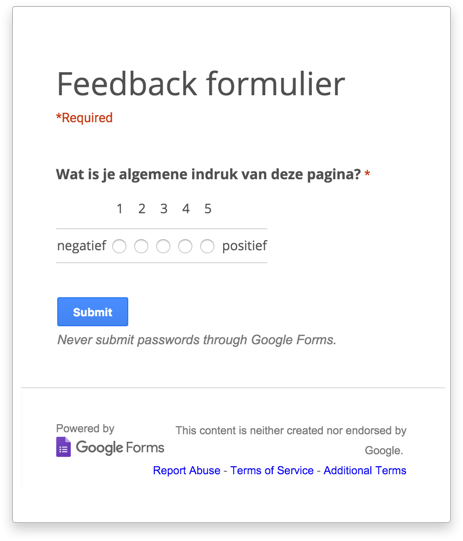 Feedback formulier
*Required
Wat is je algemene indruk van deze pagina? *
1 2 3 4 5
negatief positief
Submit
Never submit passwords through Google Forms.
Powered by
Google Forms
This content is neither created nor endorsed by
Google.
Report Abuse - Terms of Service - Additional Terms